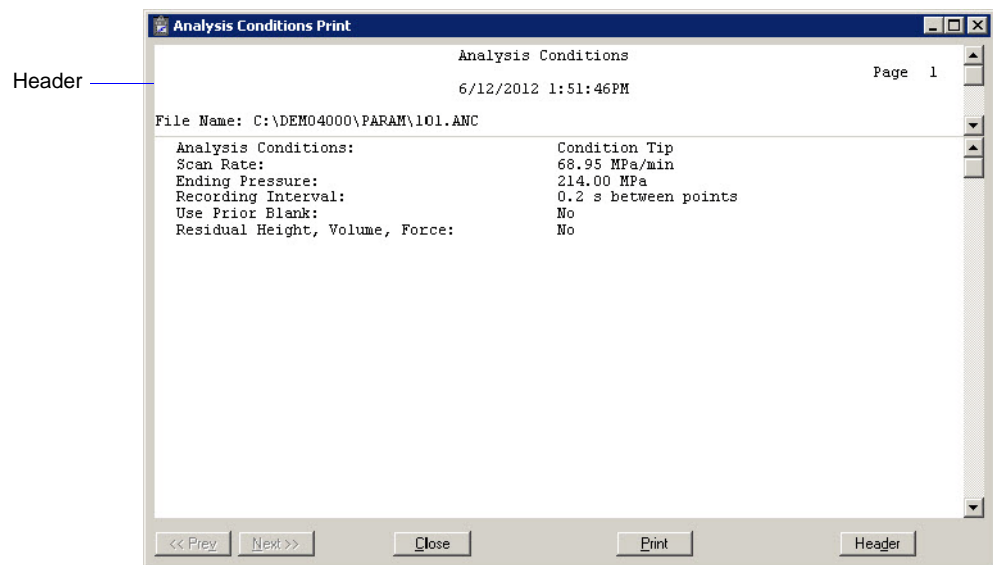 Analysis Conditions Print
Analysis Conditions
Page 1
Header
6/12/2012 1:51:46PM
File Name: C:\DEMO4000\PARAM\101.ANC
Analysis Conditions: Condition Tip
Scan Rate: 68.95 MPa/min
Ending Pressure: 214.00 MPa
Recording Interval: 0.2 s between points
Use Prior Blank: No
Residual Height, Volume, Force: No
<< Prev Next >> Close Print Header